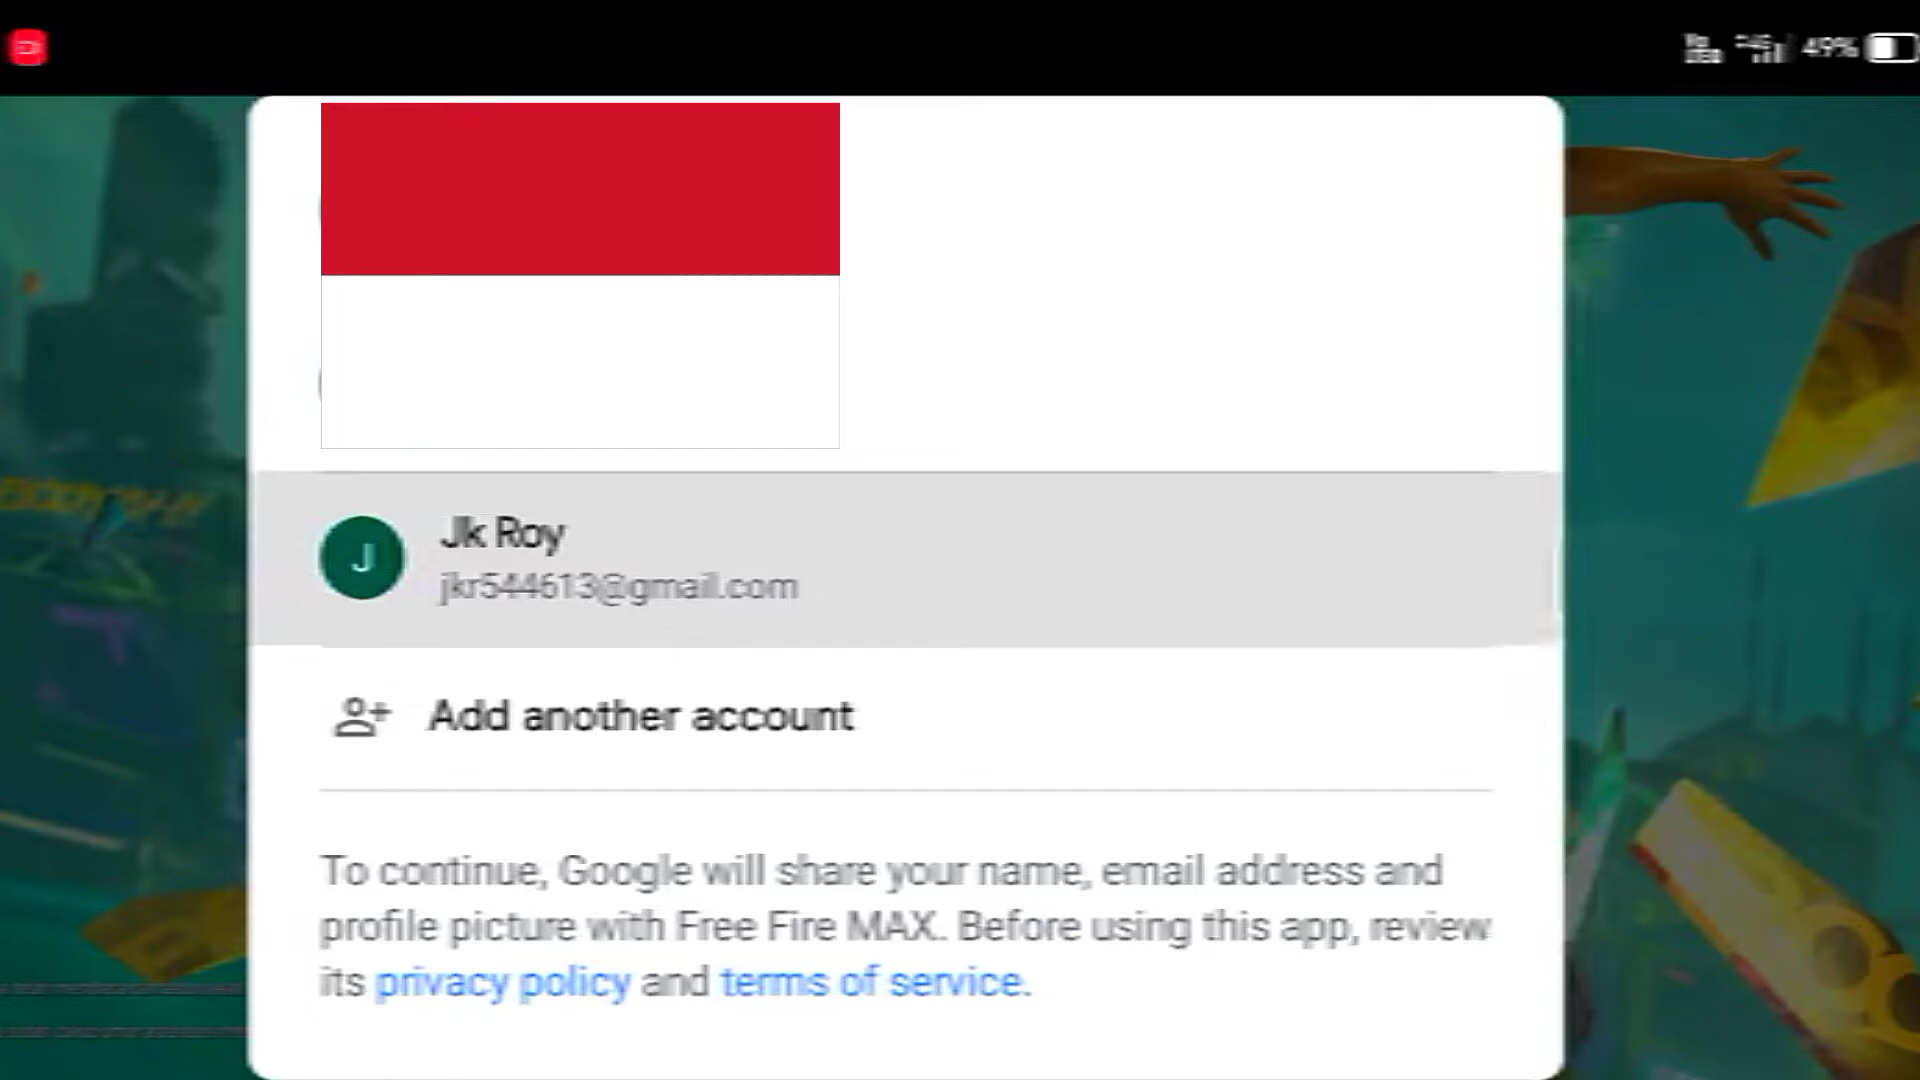 49%
J
Jk Roy
jkr544613@gmail.com
Add another account
To continue, Google will share your name, email address and
profile picture with Free Fire MAX. Before using this app, review
its privacy policy and terms of service.